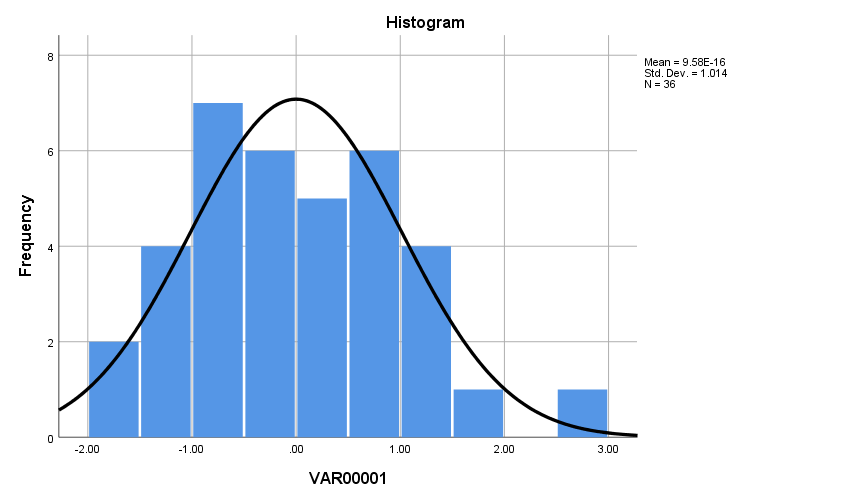 Histogram
Mean = 9.58E-16
Std. Dev. = 1.014
N = 36
8
6
4
2
0
Frequency
-2.00 -1.00 .00 1.00 2.00 3.00
VAR00001